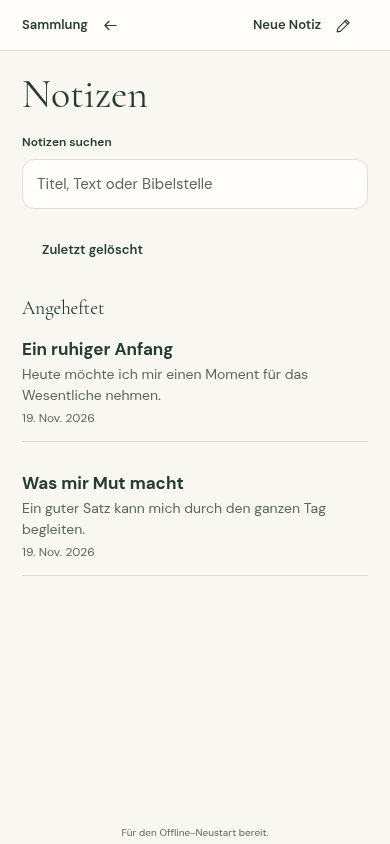 Sammlung
Neue Notiz
Notizen
Notizen suchen
Titel, Text oder Bibelstelle
Zuletzt gelöscht
Angeheftet
Ein ruhiger Anfang
Heute möchte ich mir einen Moment für das
Wesentliche nehmen.
19. Nov. 2026
Was mir Mut macht
Ein guter Satz kann mich durch den ganzen Tag
begleiten.
19. Nov. 2026
Für den Offline-Neustart bereit.